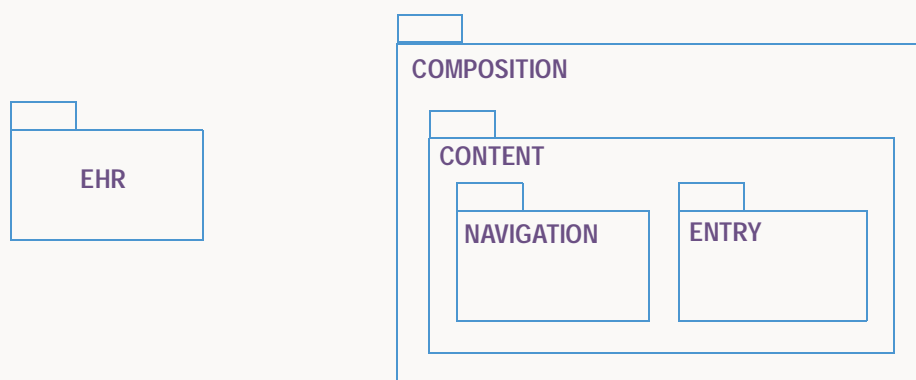 COMPOSITION
CONTENT
EHR
NAVIGATION
ENTRY